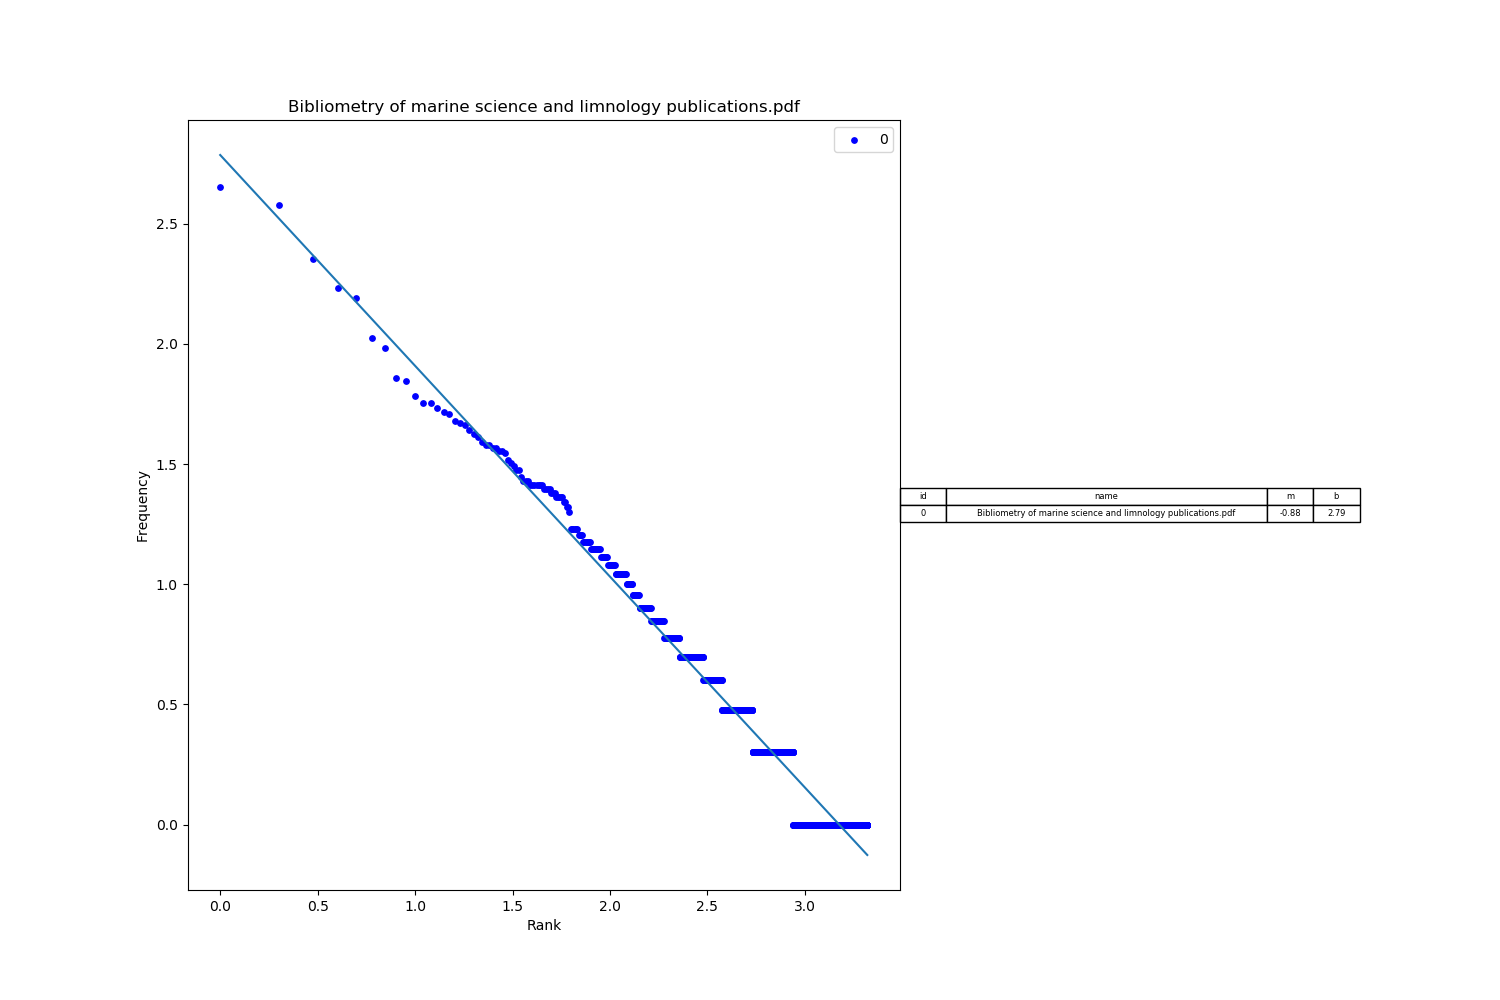 Bibliometry of marine science and limnology publications.pdf
0
2.5
2.0
1.5
1.0
0.5
0.0
Frequency
0.0 0.5 1.0 1.5 2.0 2.5 3.0
Rank
id name m b
0 Bibliometry of marine science and limnology publications.pdf -0.88 2.79